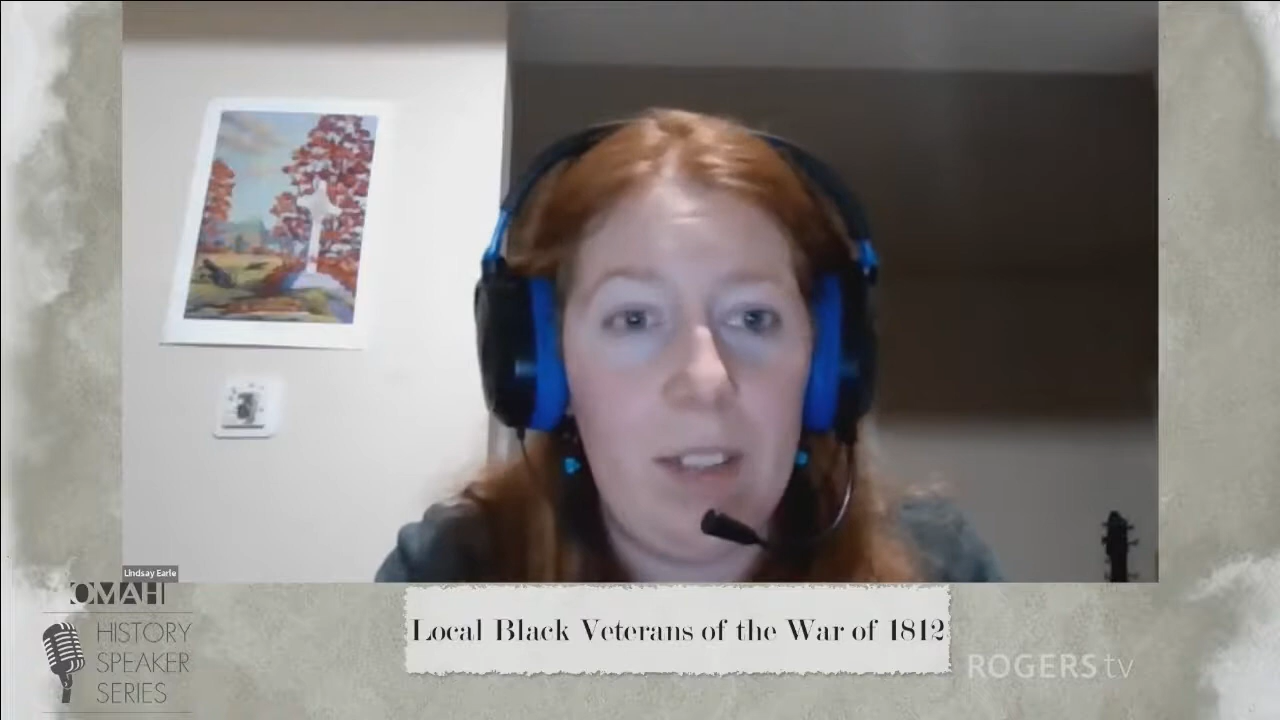 Lindsay Earle
OMAH
HISTORY
SPEAKER
SERIES
Local Black Veterans of the War of 1812
ROGERS tv